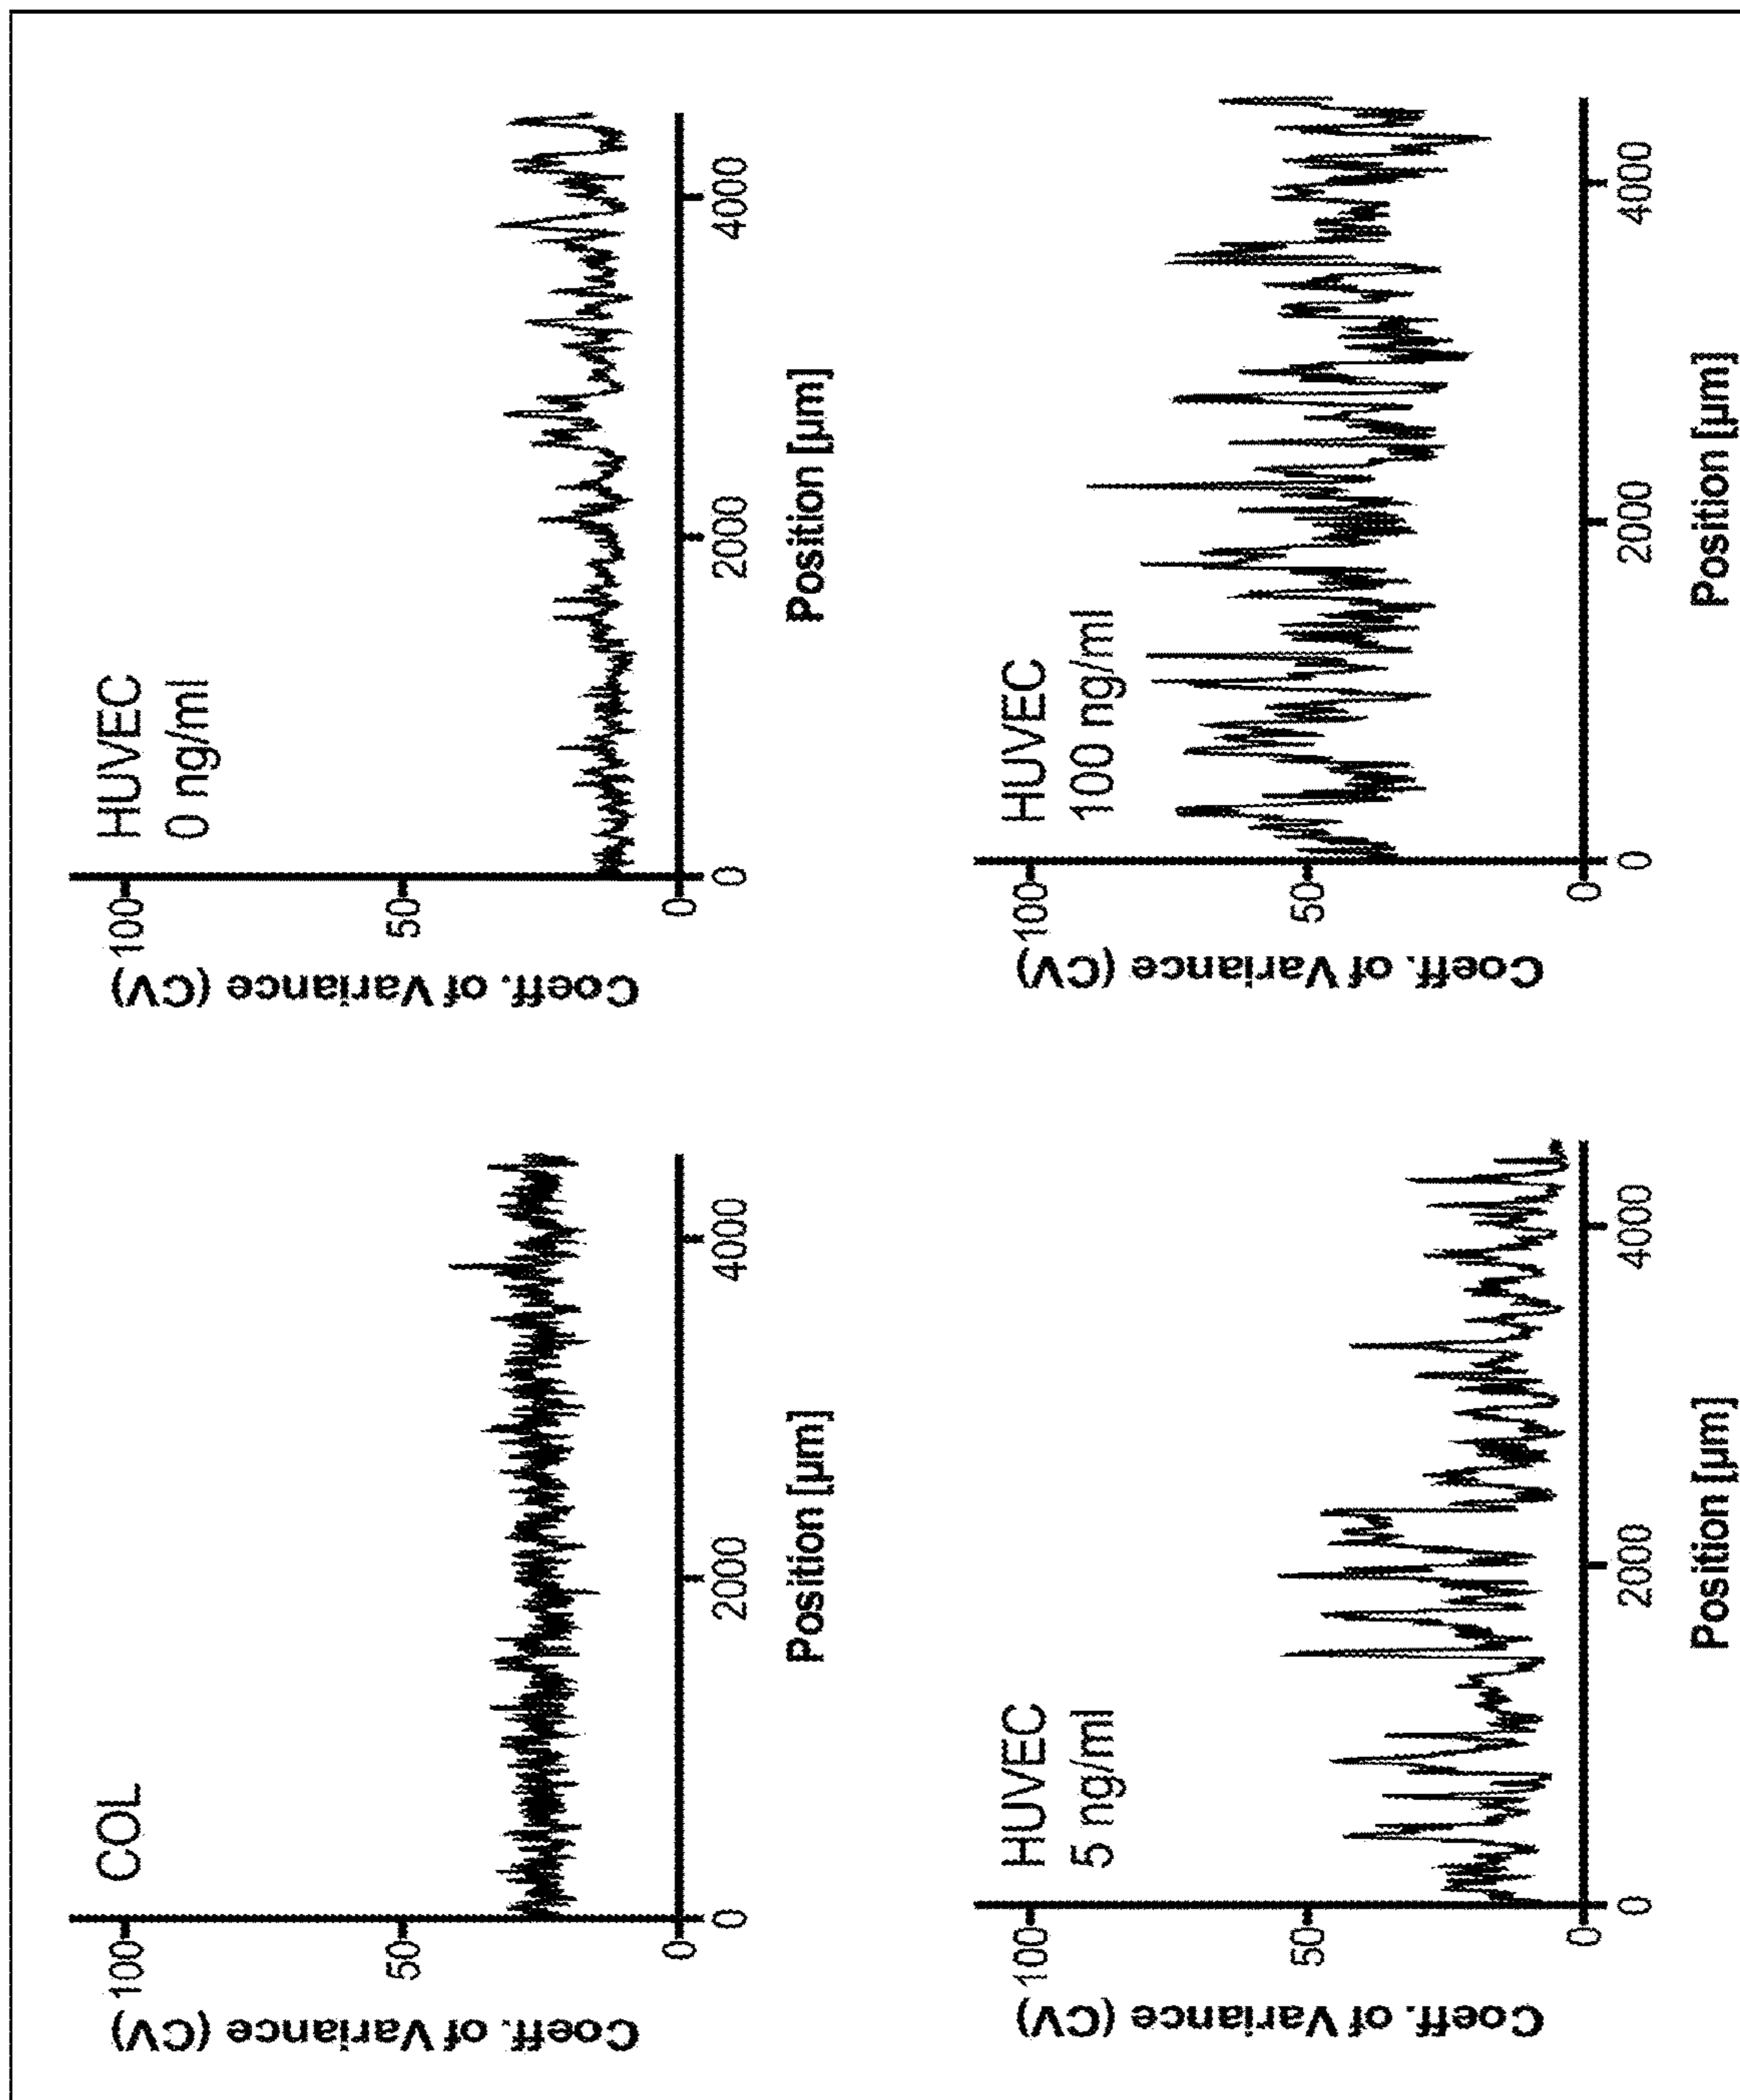 COL
Coeff. of Variance (CV)
100
50
0
0
2000
4000
Position [µm]
HUVEC
0 ng/ml
Coeff. of Variance (CV)
100
50
0
0
2000
4000
Position [µm]
HUVEC
5 ng/ml
Coeff. of Variance (CV)
100
50
0
0
2000
4000
Position [µm]
HUVEC
100 ng/ml
Coeff. of Variance (CV)
100
50
0
0
2000
4000
Position [µm]